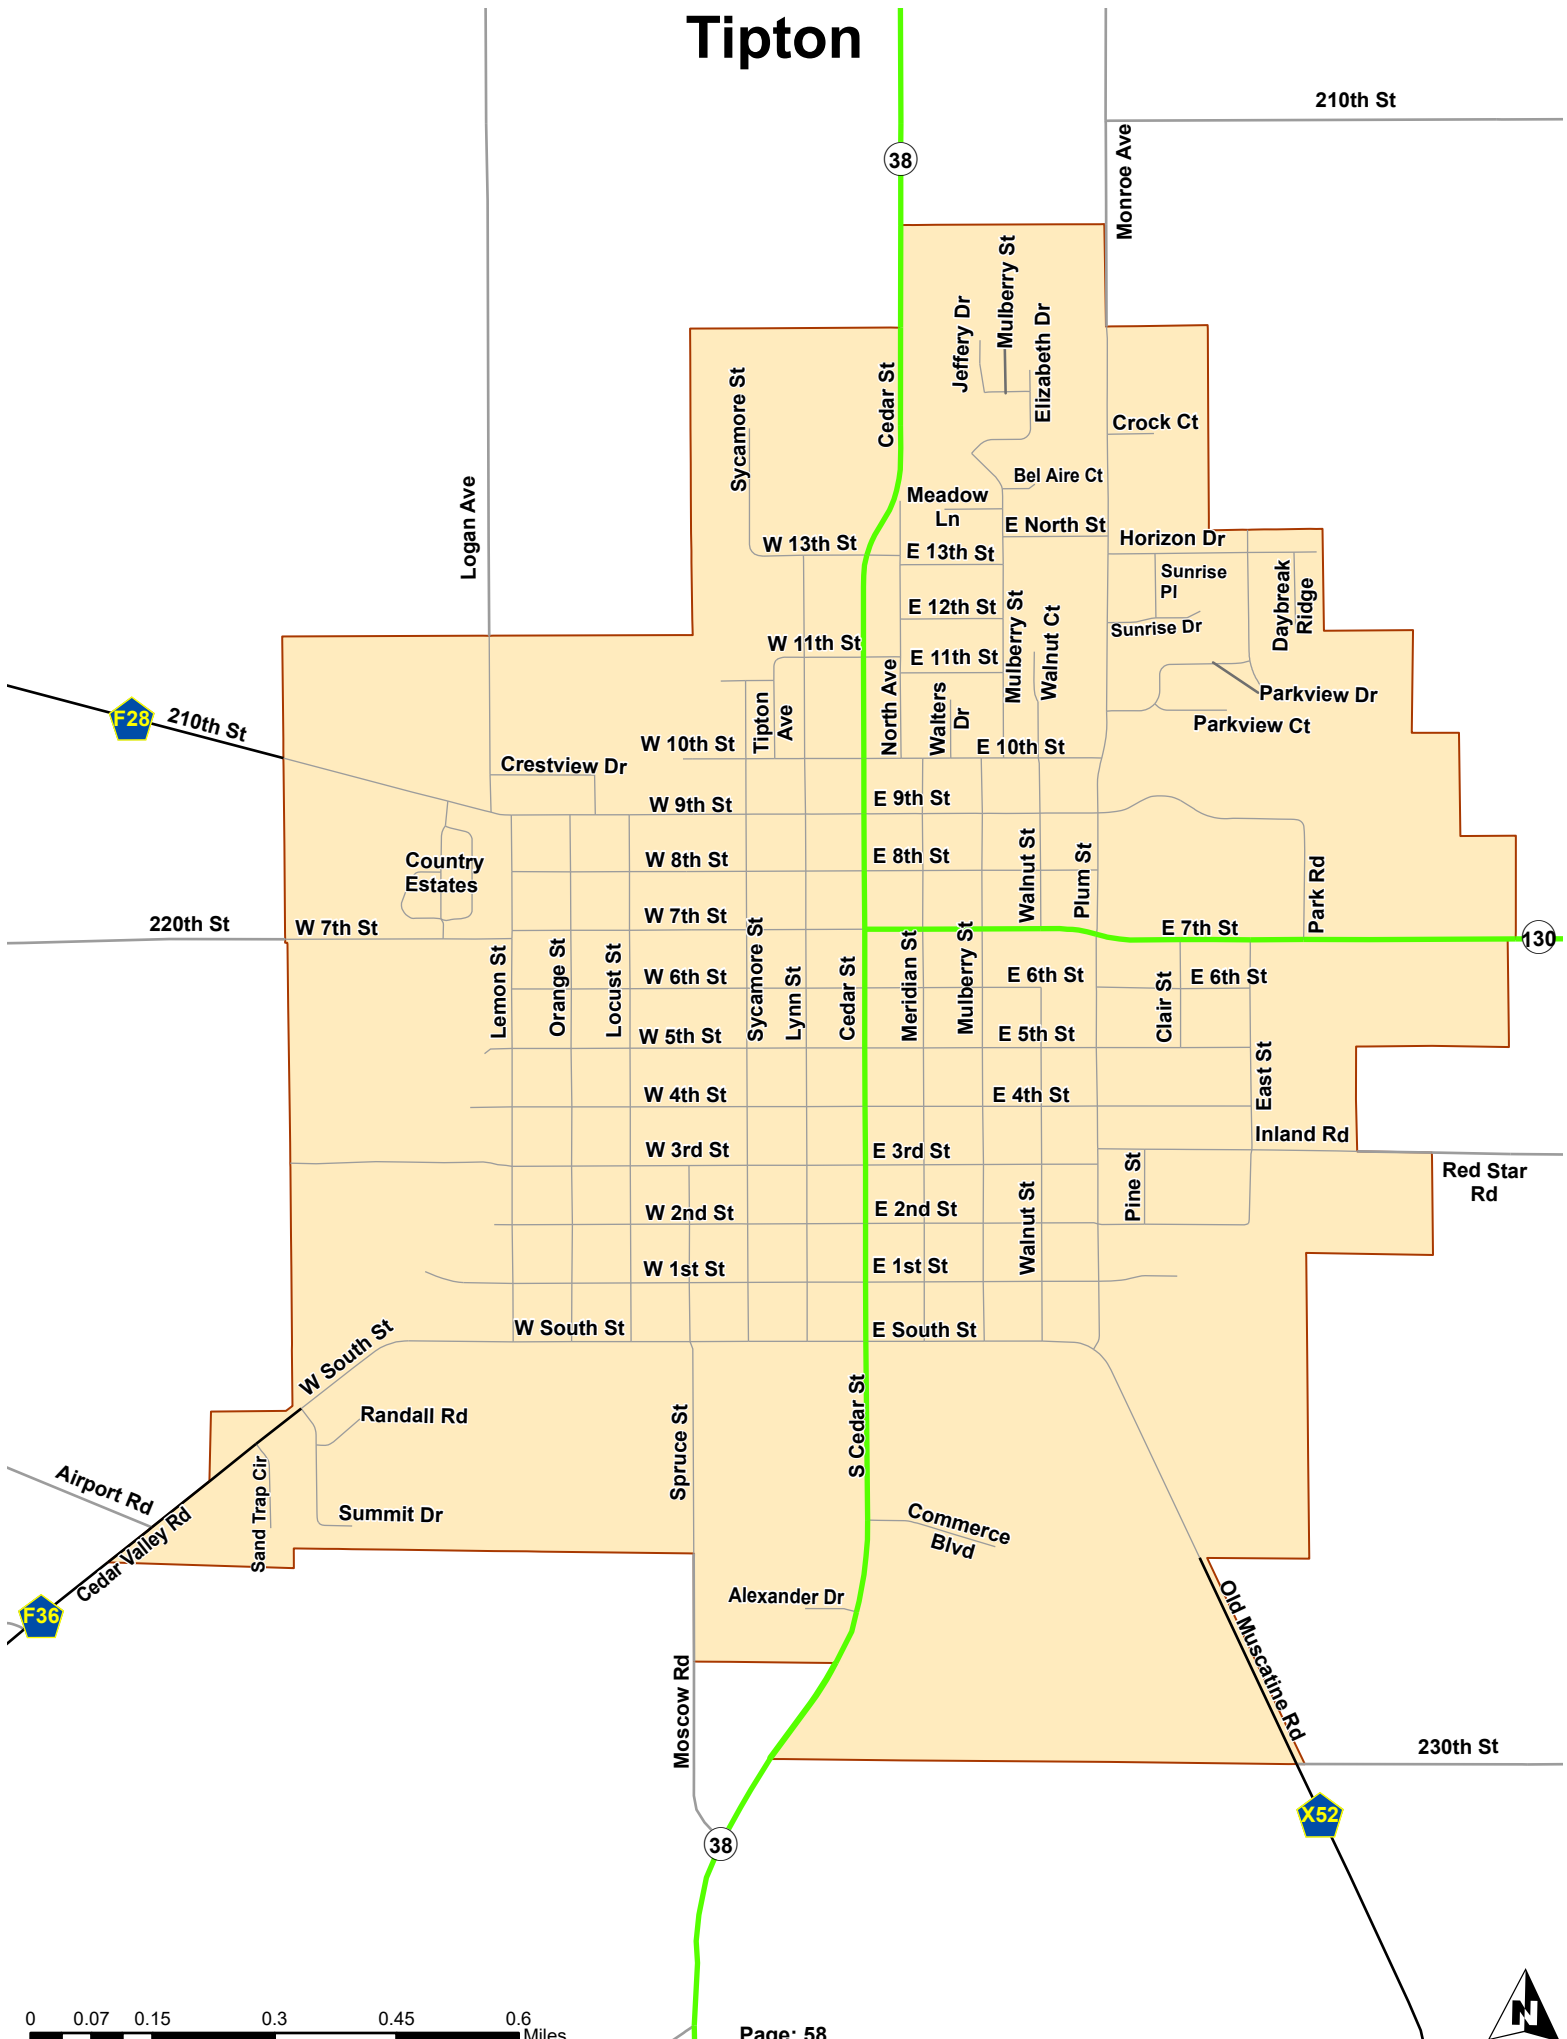 Tipton
210th St
Monroe Ave
38
Mulberry St
Jeffery Dr
Elizabeth Dr
Sycamore St
Cedar St
Crock Ct
Bel Aire Ct
Logan Ave
Meadow
Ln
E North St
Horizon Dr
W 13th St
E 13th St
Sunrise
Pl
Daybreak
Ridge
E 12th St
Mulberry St
Walnut Ct
Sunrise Dr
W 11th St
E 11th St
F28
210th St
Tipton
Ave
North Ave
Walters
Dr
Parkview Dr
Parkview Ct
W 10th St
E 10th St
Crestview Dr
W 9th St
E 9th St
Country
Estates
W 8th St
E 8th St
Walnut St
Plum St
Park Rd
220th St
W 7th St
W 7th St
E 7th St
130
Lemon St
Orange St
Locust St
W 6th St
Sycamore St
Lynn St
Cedar St
Meridian St
Mulberry St
E 6th St
Clair St
E 6th St
W 5th St
E 5th St
East St
W 4th St
E 4th St
W 3rd St
E 3rd St
Inland Rd
Pine St
Red Star
Rd
W 2nd St
E 2nd St
Walnut St
W 1st St
E 1st St
W South St
W South St
E South St
Randall Rd
Spruce St
S Cedar St
Airport Rd
Sand Trap Cir
Summit Dr
Cedar Valley Rd
Commerce
Blvd
F36
Alexander Dr
Old Muscatine Rd
Moscow Rd
230th St
X52
38
N
0 0.07 0.15 0.3 0.45 0.6
Miles
Page: 58